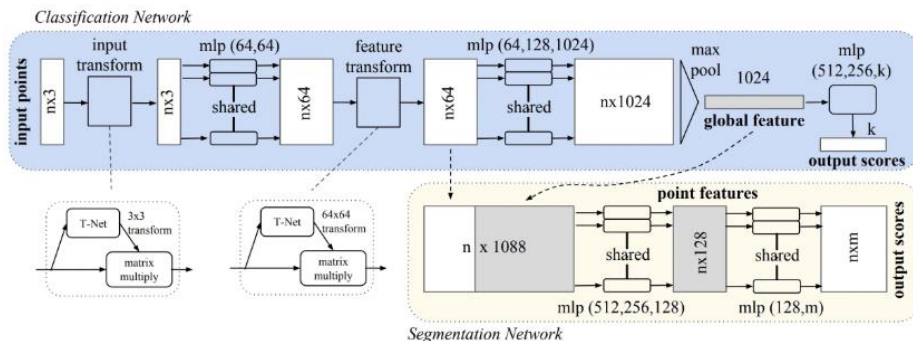 Classification Network
input points
nx3
input
transform
nx3
mlp (64,64)
shared
nx64
feature
transform
nx64
mlp (64,128,1024)
shared
nx1024
max
pool
1024
global feature
mlp
(512,256,k)
k
output scores
T-Net
3x3
transform
matrix
multiply
T-Net
64x64
transform
matrix
multiply
point features
n x 1088
shared
mlp (512,256,128)
nx128
shared
mlp (128,m)
nxm
output scores
Segmentation Network